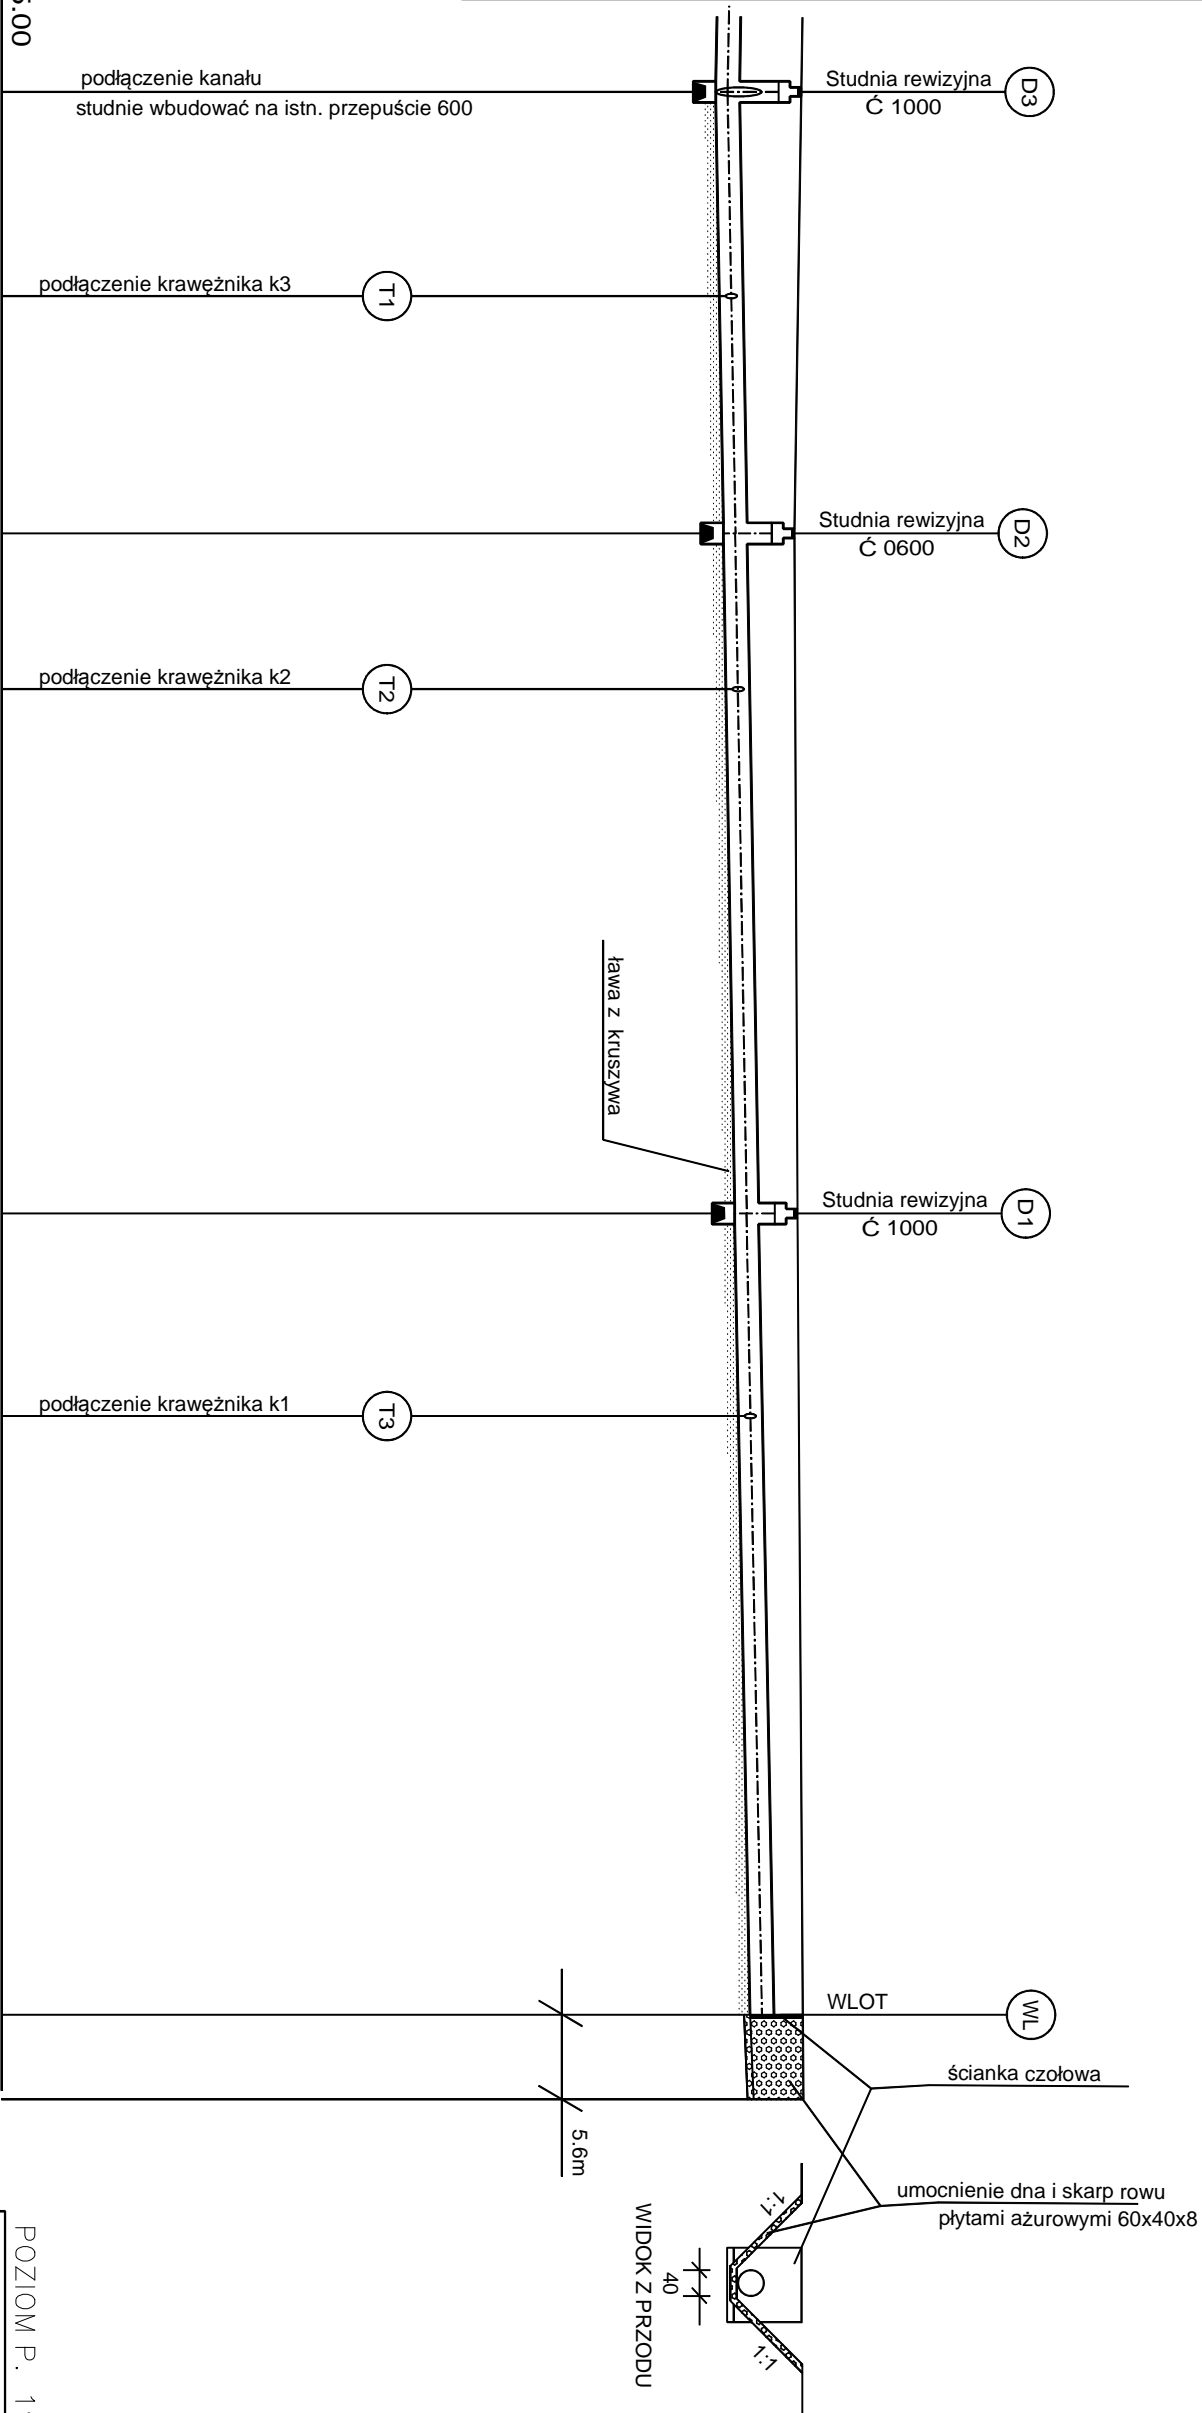 5.00
podłączenie kanału
studnie wbudować na istn. przepuście 600
Studnia rewizyjna
Ć 1000
D3
podłączenie krawężnika k3
T1
Studnia rewizyjna
Ć 0600
D2
podłączenie krawężnika k2
T2
ława z kruszywa
Studnia rewizyjna
Ć 1000
D1
podłączenie krawężnika k1
T3
WLOT
WL
ścianka czołowa
5.6m
umocnienie dna i skarp rowu
płytami ażurowymi 60x40x8
1:1
40
1:1
WIDOK Z PRZODU
POZIOM P.